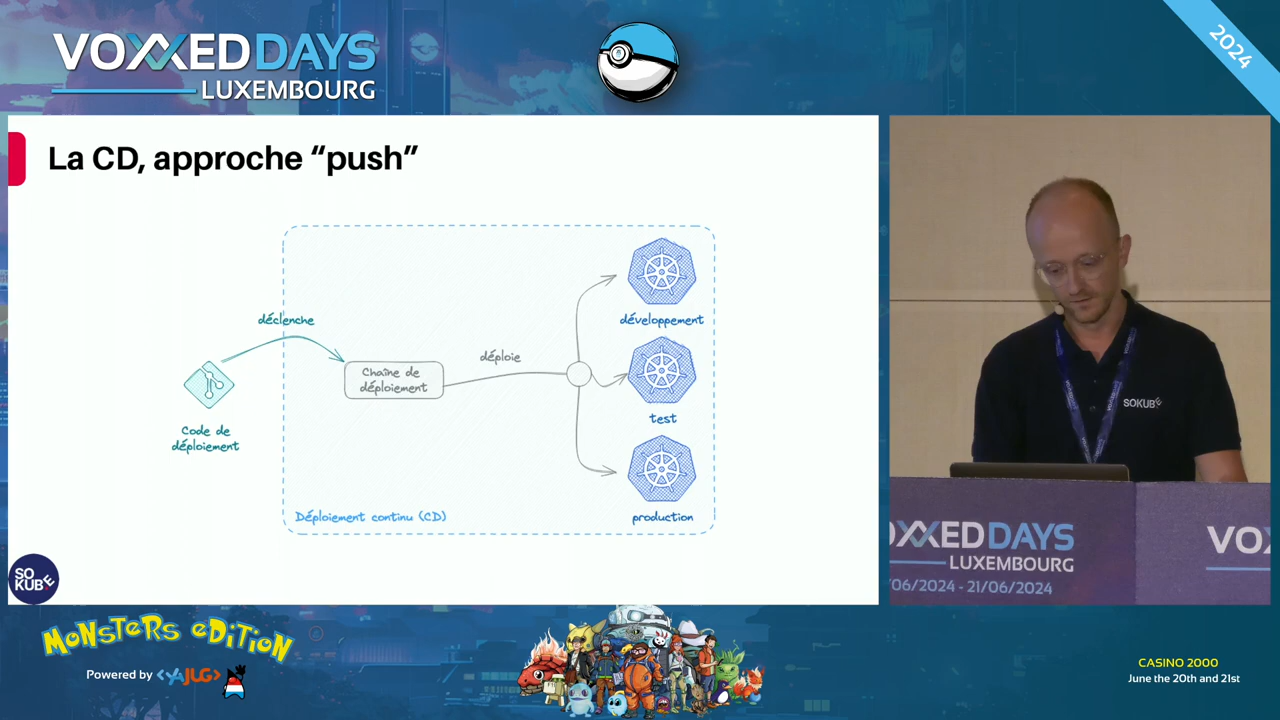 VOXXEDDAYS
LUXEMBOURG
2024
La CD, approche “push”
déclenche
Code de
déploiement
Chaîne de
déploiement
déploie
développement
test
production
Déploiement continu (CD)
SO
KUBE
SOKUBE
OXXEDDAYS
LUXEMBOURG
/06/2024 - 21/06/2024
VOX
MONSTERS EDITION
Powered by <YAJUG>
CASINO 2000
June the 20th and 21st